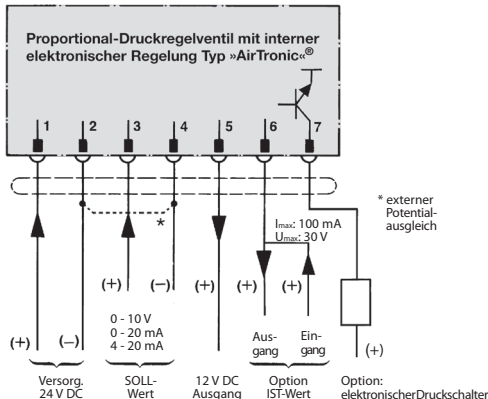 Proportional-Druckregelventil mit interner
elektronischer Regelung Typ »AirTronic«®
1 2 3 4 5 6 7
* externer
Potential-
ausgleich
*
Imax: 100 mA
Umax: 30 V
(+) (–) (+) (+) (+)
0 - 10 V
0 - 20 mA
4 - 20 mA
(+) (–)
Aus-
gang
Ein-
gang
(+)
Versorg.
24 V DC
SOLL-
Wert
12 V DC
Ausgang
Option
IST-Wert
Option:
elektronischerDruckschalter